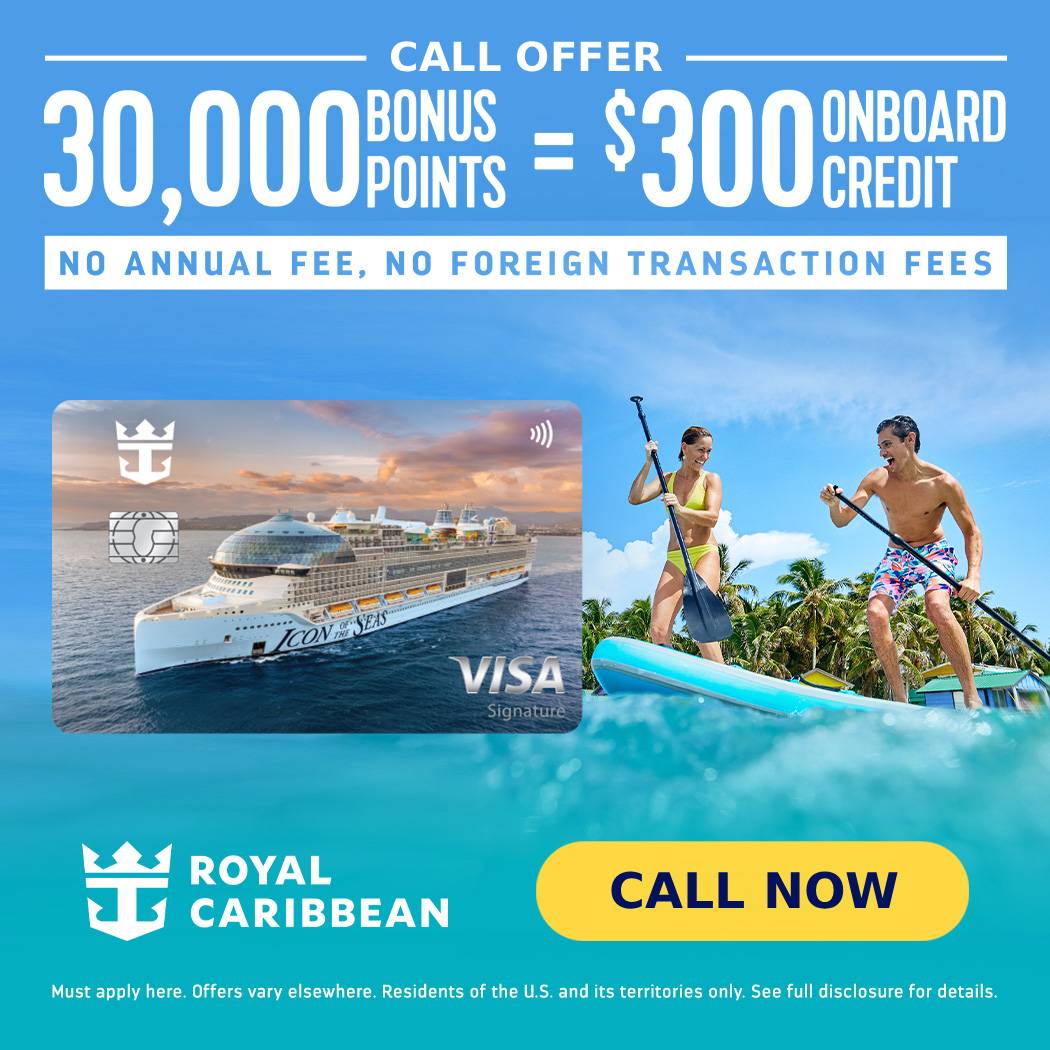 CALL OFFER
30,000 BONUS POINTS = $300 ONBOARD CREDIT
NO ANNUAL FEE, NO FOREIGN TRANSACTION FEES
ICON OF THE SEAS
VISA
Signature
ROYAL
CARIBBEAN
CALL NOW
Must apply here. Offers vary elsewhere. Residents of the U.S. and its territories only. See full disclosure for details.